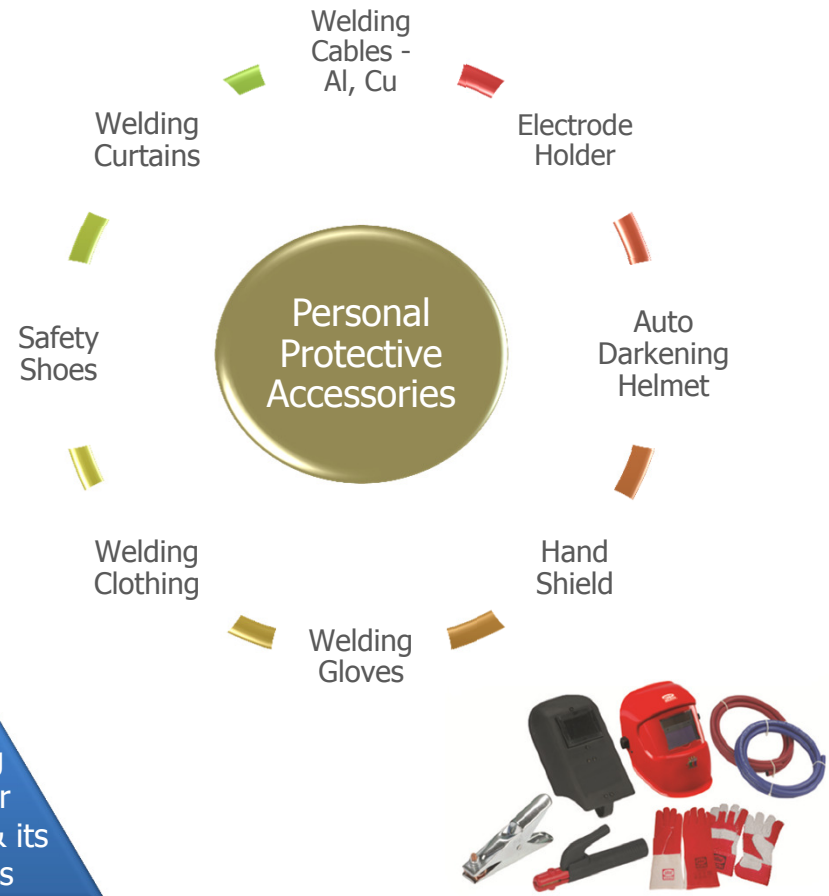 Welding
Cables -
Al, Cu
Electrode
Holder
Auto
Darkening
Helmet
Hand
Shield
Welding
Gloves
Welding
Clothing
Safety
Shoes
Welding
Curtains
Personal
Protective
Accessories
& its